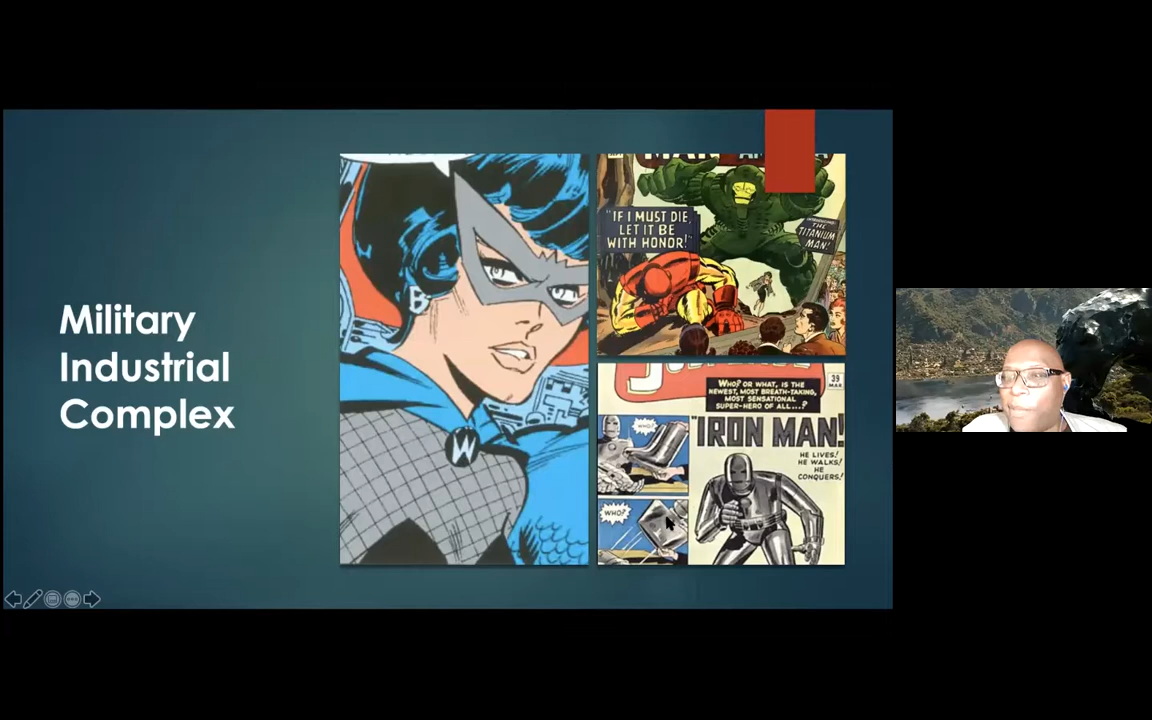 Military
Industrial
Complex
B
W
"IF I MUST DIE,
LET IT BE
WITH HONOR!"
THE
TITANIUM
MAN!
39
MAR.
WHO? OR WHAT, IS THE
NEWEST, MOST BREATH-TAKING,
MOST SENSATIONAL
SUPER-HERO OF ALL...?
"IRON MAN!
HE LIVES!
HE WALKS!
HE
CONQUERS!
WHO?
WHO?